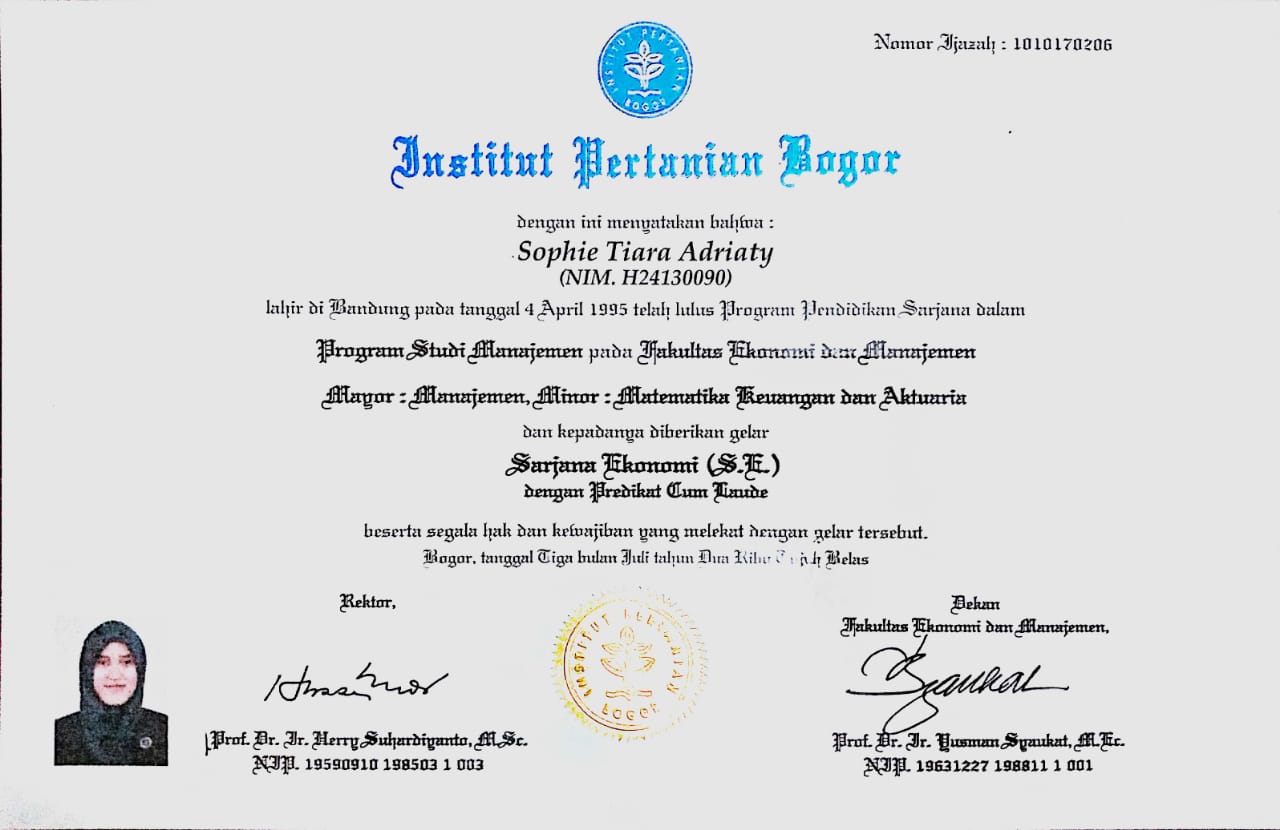 INSTITUT PERTANIAN
BOGOR
Nomor Ijazah : 1010170206
Institut Pertanian Bogor
dengan ini menyatakan bahwa :
Sophie Tiara Adriaty
(NIM. H24130090)
lahir di Bandung pada tanggal 4 April 1995 telah lulus Program Pendidikan Sarjana dalam
Program Studi Manajemen pada Fakultas Ekonomi dan Manajemen
Mayor : Manajemen, Minor : Matematika Keuangan dan Aktuaria
dan kepadanya diberikan gelar
Sarjana Ekonomi (S.E.)
dengan Predikat Cum Laude
beserta segala hak dan kewajiban yang melekat dengan gelar tersebut.
Bogor, tanggal Tiga bulan Juli tahun Dua Ribu Tujuh Belas
Rektor,
Dekan
Fakultas Ekonomi dan Manajemen,
INSTITUT PERTANIAN
BOGOR
Prof. Dr. Ir. Herry Suhardiyanto, M.Sc.
NIP. 19590910 198503 1 003
Prof. Dr. Ir. Yusman Syaukat, M.Ec.
NIP. 19631227 198811 1 001